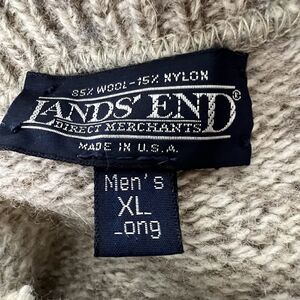 85% WOOL-15% NYLON
LANDS' END®
DIRECT MERCHANTS
MADE IN U.S.A.
Men's
XL
Long